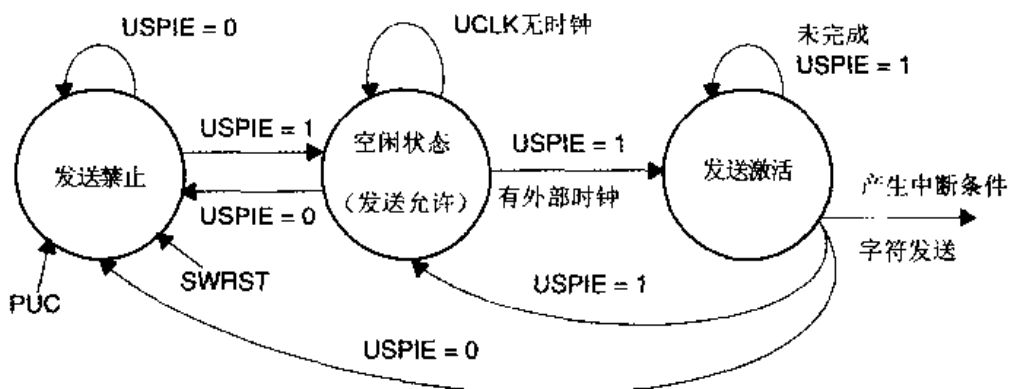 USPIE = 0
UCLK无时钟
未完成
USPIE = 1
USPIE = 1
空闲状态
USPIE = 1
发送禁止
发送激活
产生中断条件
USPIE = 0
（发送允许）
有外部时钟
字符发送
SWRST
PUC
USPIE = 1
USPIE = 0